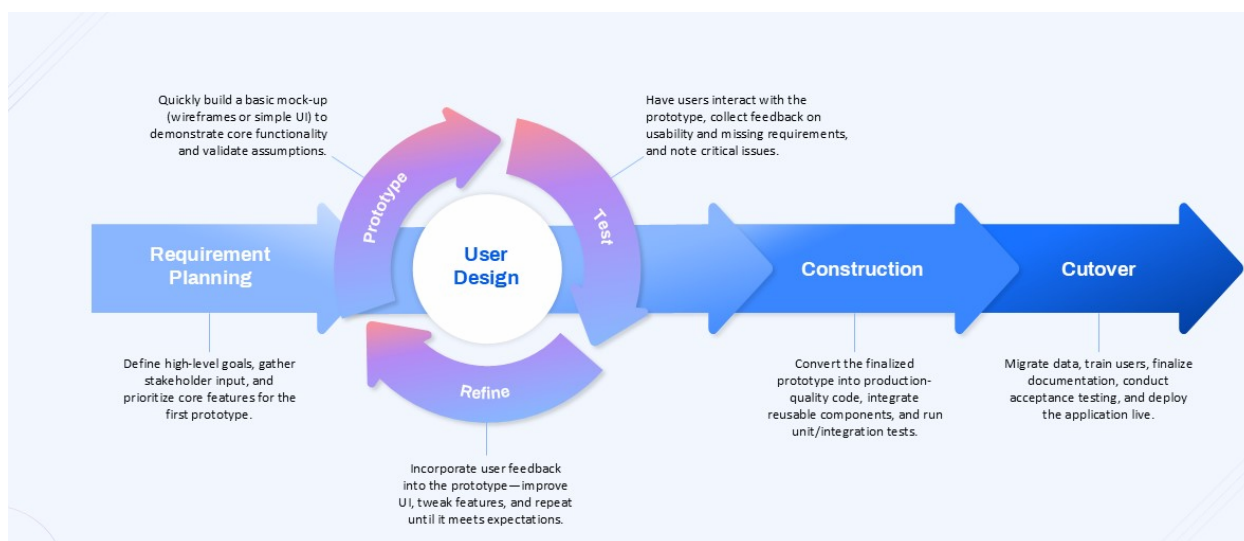 Quickly build a basic mock-up
(wireframes or simple UI) to
demonstrate core functionality
and validate assumptions.
Have users interact with the
prototype, collect feedback on
usability and missing requirements,
and note critical issues.
Prototype
Test
Requirement
Planning
User
Design
Construction
Cutover
Refine
Define high-level goals, gather
stakeholder input, and
prioritize core features for the
first prototype.
Convert the finalized
prototype into production-
quality code, integrate
reusable components, and run
unit/integration tests.
Migrate data, train users, finalize
documentation, conduct
acceptance testing, and deploy
the application live.
Incorporate user feedback
into the prototype—improve
UI, tweak features, and repeat
until it meets expectations.